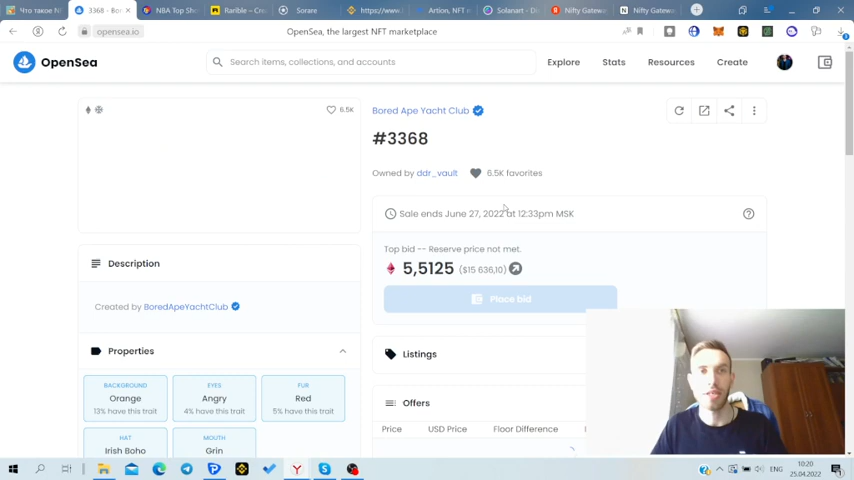 Что такое N
3368 - Bor
NBA Top Sho
Rarible – Cre
Sorare
https://www.
Artion, NFT m
Solanart - Di
Nifty Gatewa
Nifty Gatewa
opensea.io
OpenSea, the largest NFT marketplace
OpenSea
Search items, collections, and accounts
Explore
Stats
Resources
Create
6.5K
Bored Ape Yacht Club
#3368
Owned by ddr_vault
6.5K favorites
Sale ends June 27, 2022 at 12:33pm MSK
Top bid -- Reserve price not met.
5,5125 ($15 636,10)
Place bid
Description
Created by BoredApeYachtClub
Properties
BACKGROUND
Orange
13% have this trait
EYES
Angry
4% have this trait
FUR
Red
5% have this trait
HAT
Irish Boho
MOUTH
Grin
Listings
Offers
Price
USD Price
Floor Difference
ENG
10:20
25.04.2022